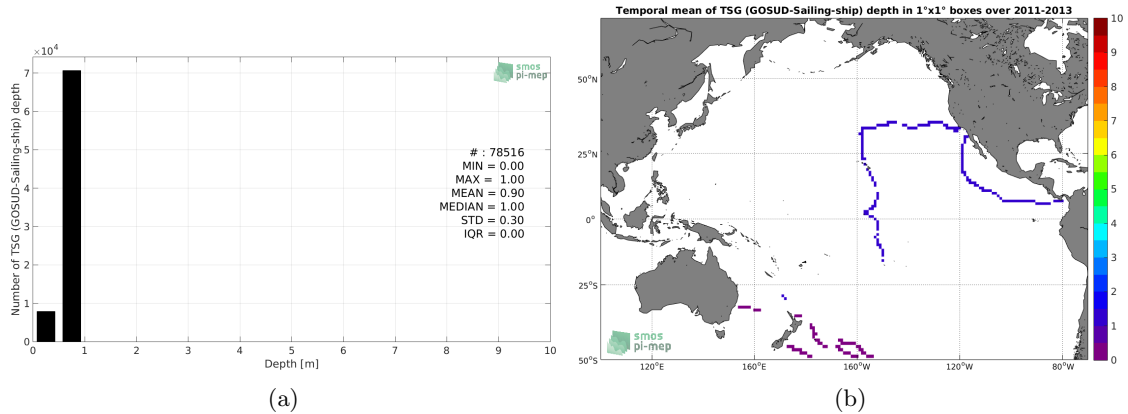 ×10⁴
7
6
5
4
3
2
1
0
Number of TSG (GOSUD-Sailing-ship) depth
smos
pi-mep
# : 78516
MIN = 0.00
MAX = 1.00
MEAN = 0.90
MEDIAN = 1.00
STD = 0.30
IQR = 0.00
0 1 2 3 4 5 6 7 8 9 10
Depth [m]
(a)
Temporal mean of TSG (GOSUD-Sailing-ship) depth in 1°x1° boxes over 2011-2013
50°N
25°N
0°
25°S
50°S
120°E 160°E 160°W 120°W 80°W
smos
pi-mep
10
9
8
7
6
5
4
3
2
1
0
(b)